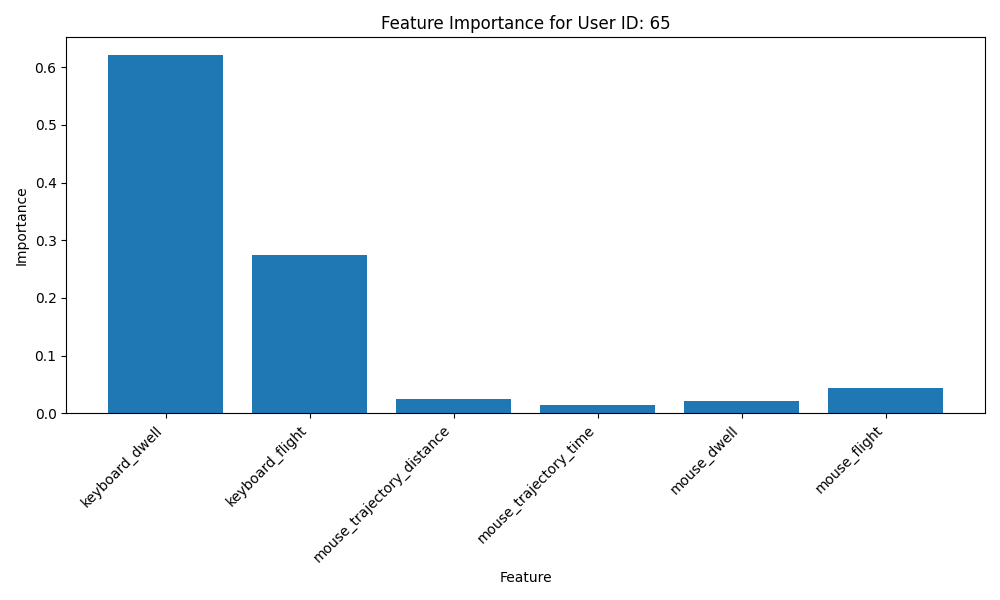 Feature Importance for User ID: 65
Importance
0.6
0.5
0.4
0.3
0.2
0.1
0.0
keyboard_dwell
keyboard_flight
mouse_trajectory_distance
mouse_trajectory_time
mouse_dwell
mouse_flight
Feature